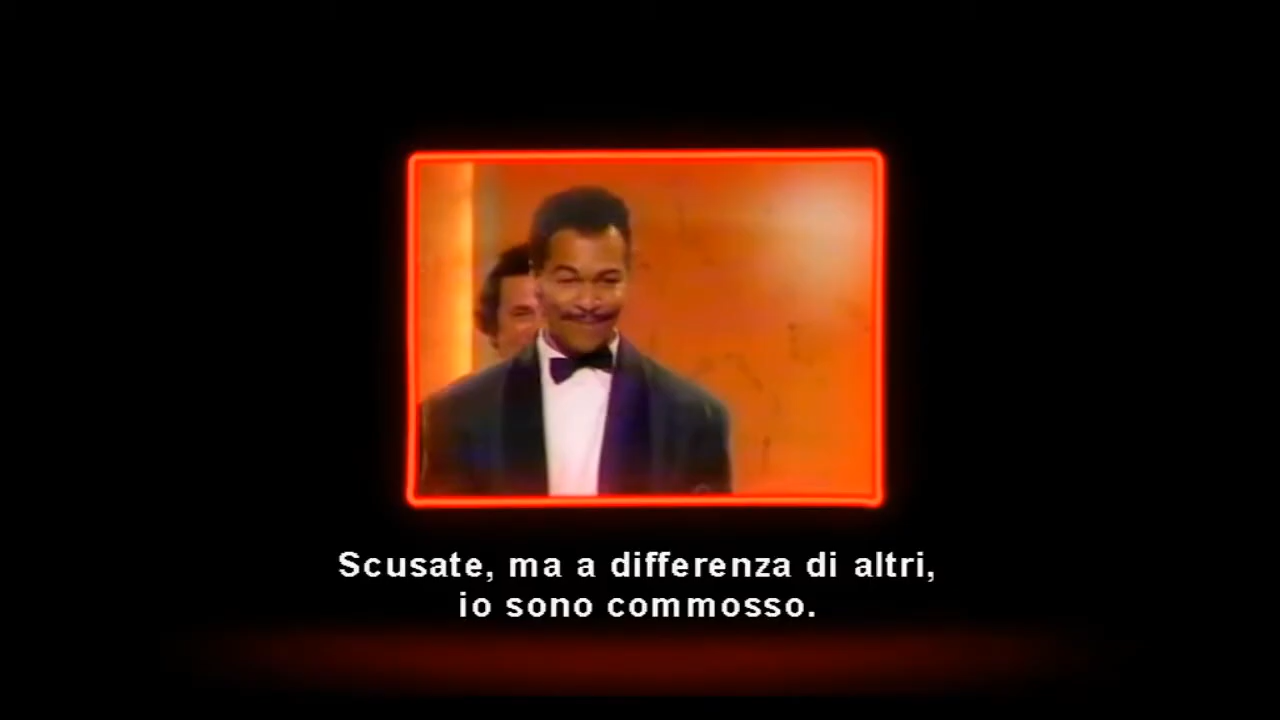 Scusate, ma a differenza di altri,
io sono commosso.